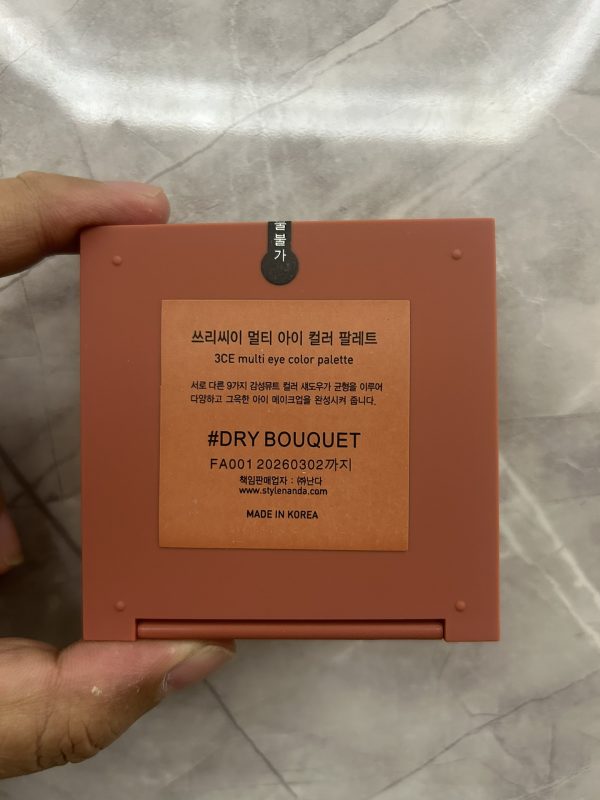 불
가
쓰리씨이 멀티 아이 컬러 팔레트
3CE multi eye color palette
서로 다른 9가지 감성뮤트 컬러 섀도우가 균형을 이루어
다양하고 그윽한 아이 메이크업을 완성시켜 줍니다.
#DRY BOUQUET
FA001 20260302까지
책임판매업자 : ㈜난다
www.stylenanda.com
MADE IN KOREA